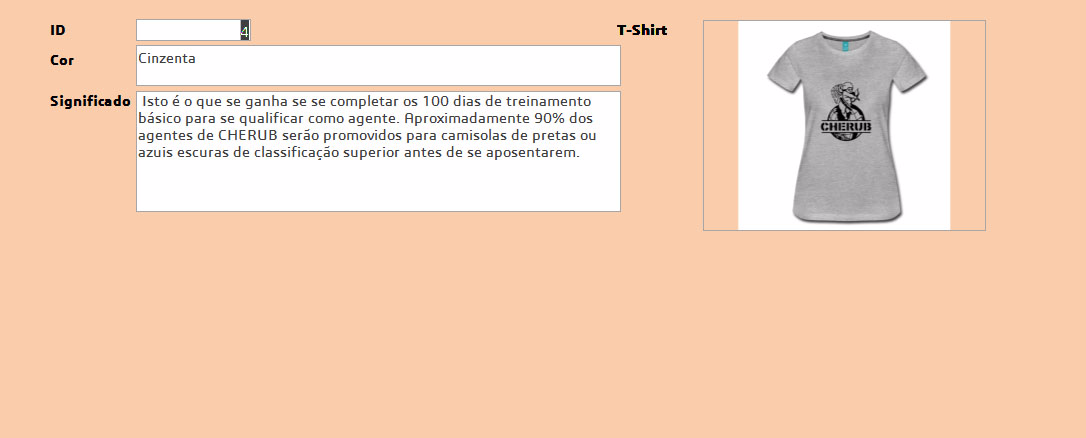 ID
4
T-Shirt
Cor
Cinzenta
Significado
Isto é o que se ganha se se completar os 100 dias de treinamento
básico para se qualificar como agente. Aproximadamente 90% dos
agentes de CHERUB serão promovidos para camisolas de pretas ou
azuis escuras de classificação superior antes de se aposentarem.
CHERUB